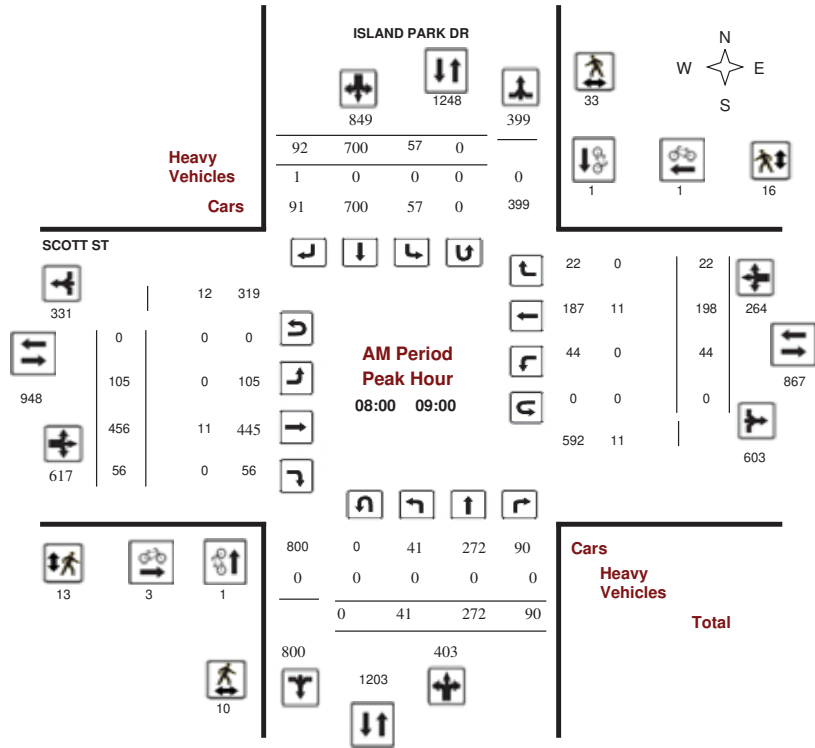 ISLAND PARK DR
N
W E
S
1248
33
849 399
92 700 57 0
Heavy
Vehicles
1 0 0 0 0
1 1 16
Cars 91 700 57 0 399
SCOTT ST
22 0 22
12 319
331
187 11 198 264
0 0 0
AM Period
44 0 44
Peak Hour
948
105 0 105
867
08:00 09:00
0 0 0
456 11 445
592 11
603
617
56 0 56
800 0 41 272 90 Cars
0 0 0 0 0 Heavy
Vehicles
13 3 1
0 41 272 90 Total
800 403
1203
10